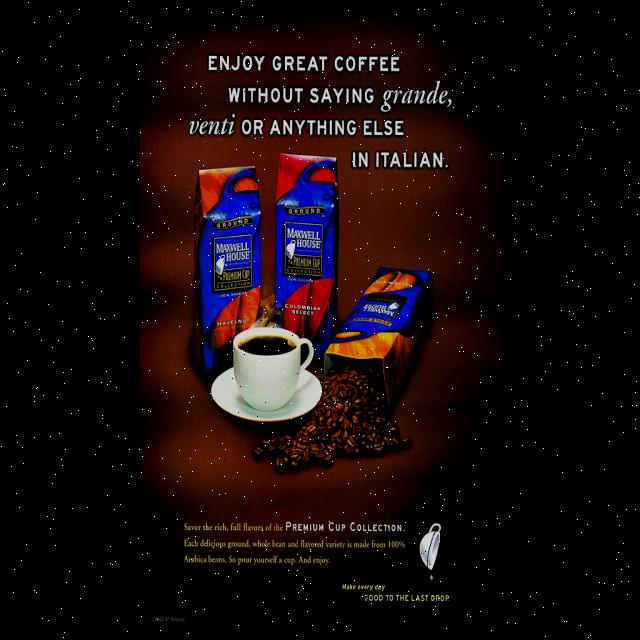 ENJOY GREAT COFFEE
WITHOUT SAYING grande,
venti OR ANYTHING ELSE
IN ITALIAN.
GROUND
MAXWELL
HOUSE
PREMIUM CUP
COLLECTION
HAZELNUT
GROUND
MAXWELL
HOUSE
PREMIUM CUP
COLLECTION
COLOMBIAN
SELECT
Savor the rich, full flavors of the PREMIUM CUP COLLECTION.
Each delicious ground, whole bean and flavored variety is made from 100%
Arabica beans. So pour yourself a cup. And enjoy.
Make every day
GOOD TO THE LAST DROP.